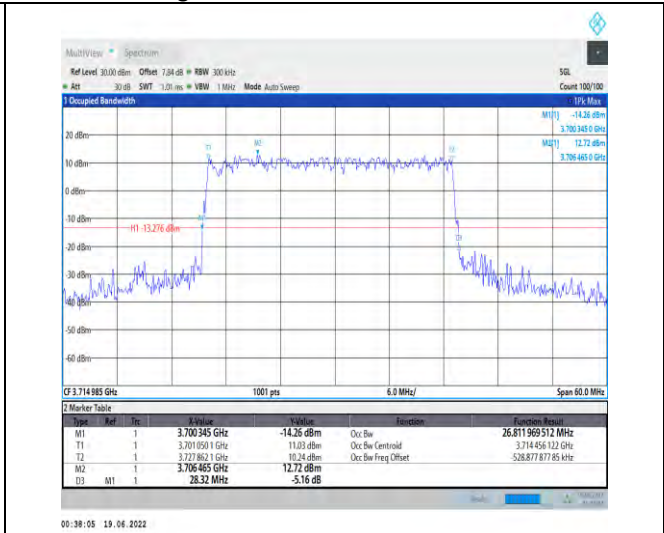 MultiView Spectrum
Ref Level 30.00 dBm Offset 7.84 dB RBW 300 kHz SGL
Att 30 dB SWT 1.01 ms VBW 1 MHz Mode Auto Sweep Count 100/100
1 Occupied Bandwidth 1Pk Max
M1[1] -14.26 dBm
3.700 345 0 GHz
M2[1] 12.72 dBm
3.706 465 0 GHz
20 dBm
T1 M2 T2
10 dBm
0 dBm
-10 dBm
H1 -13.276 dBm
-20 dBm
D3
-30 dBm
-40 dBm
-50 dBm
-60 dBm
CF 3.714 985 GHz 1001 pts 6.0 MHz/ Span 60.0 MHz
2 Marker Table
Type Ref Trc X-Value Y-Value Function Function Result
M1 1 3.700345 GHz -14.26 dBm Occ Bw 26.811 969 512 MHz
T1 1 3.701 050 1 GHz 11.03 dBm Occ Bw Centroid 3.714 456 122 GHz
T2 1 3.727 862 1 GHz 10.24 dBm Occ Bw Freq Offset -528.877 877 85 kHz
M2 1 3.706465 GHz 12.72 dBm
D3 M1 1 28.32 MHz -5.16 dB
00:38:05 19.06.2022